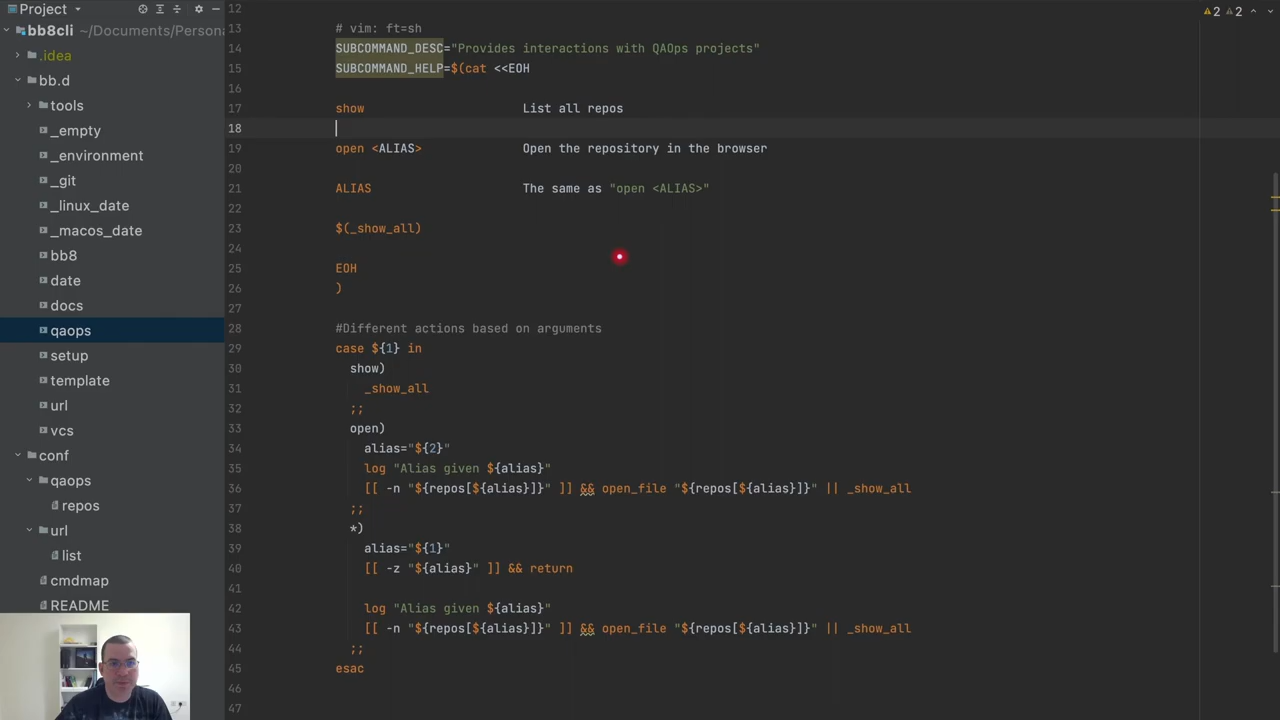 Project
bb8cli ~/Documents/Persona
.idea
bb.d
tools
_empty
_environment
_git
_linux_date
_macos_date
bb8
date
docs
qaops
setup
template
url
vcs
conf
qaops
repos
url
list
cmdmap
README
2 2
12
13 # vim: ft=sh
14 SUBCOMMAND_DESC="Provides interactions with QAOps projects"
15 SUBCOMMAND_HELP=$(cat <<EOH
16
17 show List all repos
18
19 open <ALIAS> Open the repository in the browser
20
21 ALIAS The same as "open <ALIAS>"
22
23 $(_show_all)
24
25 EOH
26 )
27
28 #Different actions based on arguments
29 case ${1} in
30 show)
31 _show_all
32 ;;
33 open)
34 alias="${2}"
35 log "Alias given ${alias}"
36 [[ -n "${repos[${alias}]}" ]] && open_file "${repos[${alias}]}" || _show_all
37 ;;
38 *)
39 alias="${1}"
40 [[ -z "${alias}" ]] && return
41
42 log "Alias given ${alias}"
43 [[ -n "${repos[${alias}]}" ]] && open_file "${repos[${alias}]}" || _show_all
44 ;;
45 esac
46
47